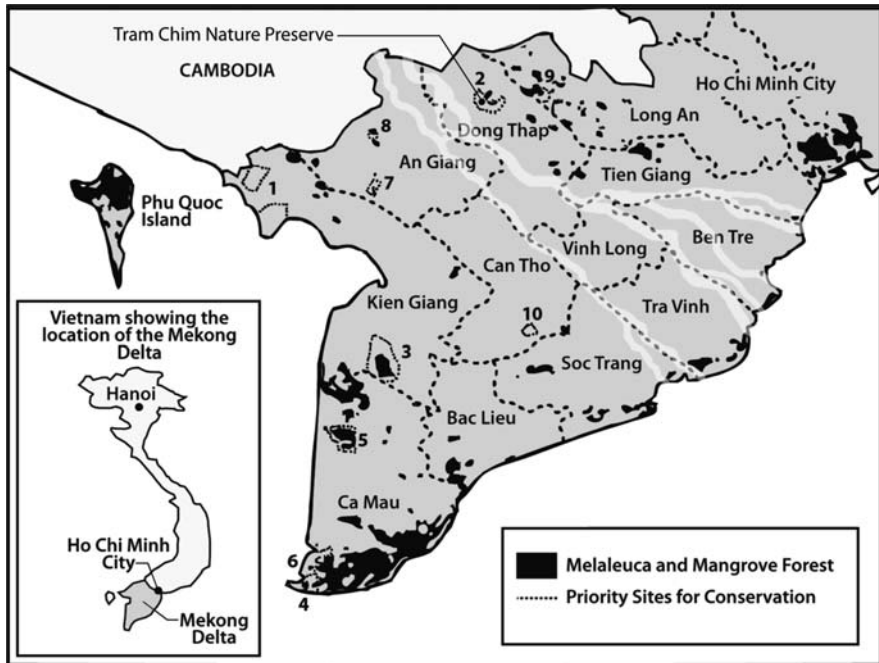 Tram Chim Nature Preserve
CAMBODIA
2
9
Ho Chi Minh City
Long An
8
Dong Thap
An Giang
Tien Giang
1
7
Phu Quoc
Island
Ben Tre
Vinh Long
Can Tho
Kien Giang
Tra Vinh
10
3
Soc Trang
Bac Lieu
5
Ca Mau
6
4
Vietnam showing the
location of the Mekong
Delta
Hanoi
Ho Chi Minh
City
Mekong
Delta
Melaleuca and Mangrove Forest
Priority Sites for Conservation